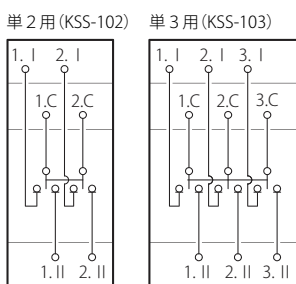 単2用(KSS-102) 単3用(KSS-103)
1. I 2. I 1. I 2. I 3. I
1.C 2.C 1.C 2.C 3.C
1. II 2. II 1. II 2. II 3. II